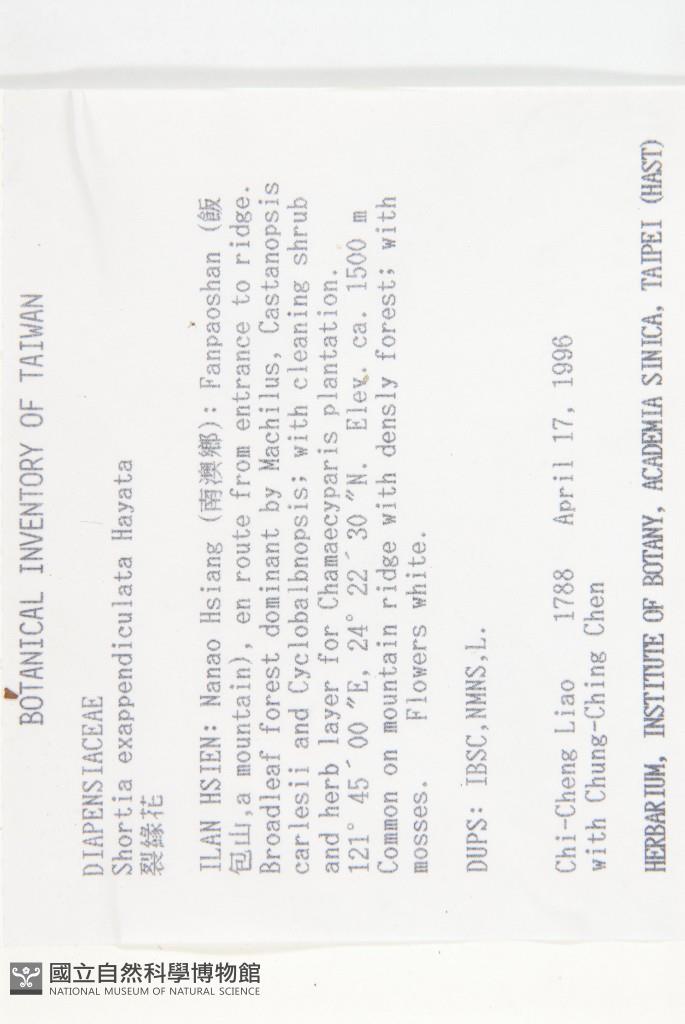 BOTANICAL INVENTORY OF TAIWAN
DIAPENSIACEAE
Shortia exappendiculata Hayata
裂緣花
ILAN HSIEN: Nanao Hsiang (南澳鄉): Fanpaoshan (飯
包山,a mountain), en route from entrance to ridge.
Broadleaf forest dominant by Machilus, Castanopsis
carlesii and Cyclobalbnopsis; with cleaning shrub
and herb layer for Chamaecyparis plantation.
121° 45´ 00 ″E, 24° 22´ 30 ″N. Elev. ca. 1500 m
Common on mountain ridge with densly forest; with
mosses. Flowers white.
DUPS: IBSC,NMNS,L.
Chi-Cheng Liao 1788 April 17, 1996
with Chung-Ching Chen
HERBARIUM, INSTITUTE OF BOTANY, ACADEMIA SINICA, TAIPEI (HAST)
國立自然科學博物館
NATIONAL MUSEUM OF NATURAL SCIENCE